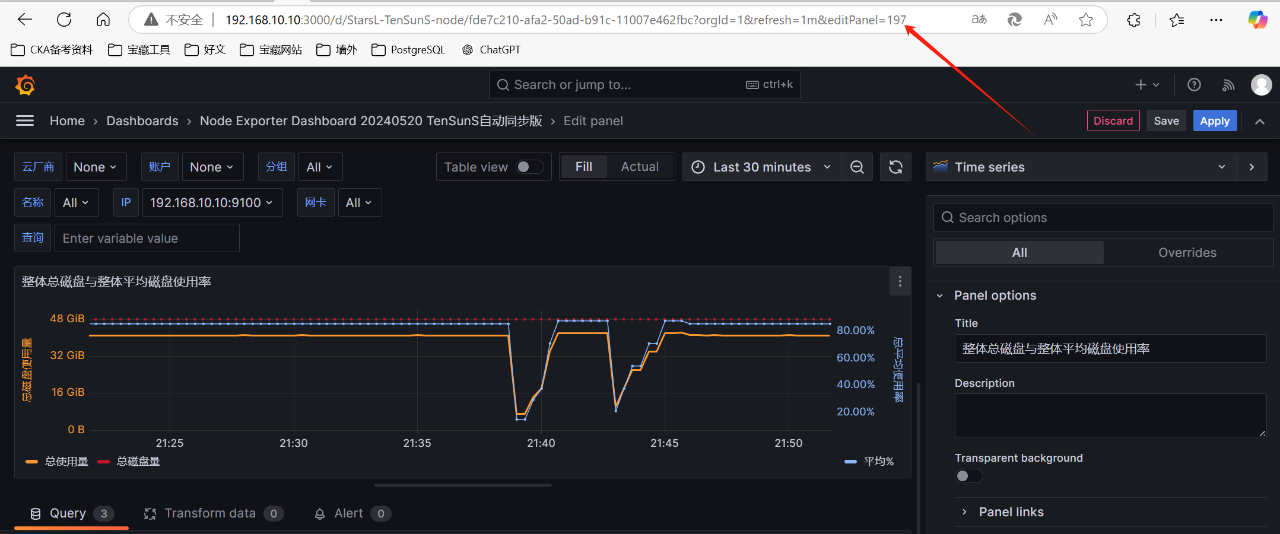 不安全 192.168.10.10:3000/d/StarsL-TenSunS-node/fde7c210-afa2-50ad-b91c-11007e462fbc?orgId=1&refresh=1m&editPanel=197 aあ A
CKA备考资料 宝藏工具 好文 宝藏网站 墙外 PostgreSQL ChatGPT
Search or jump to... ctrl+k
Home > Dashboards > Node Exporter Dashboard 20240520 TenSunS自动同步版 > Edit panel Discard Save Apply
云厂商 None 账户 None 分组 All Table view Fill Actual Last 30 minutes Time series
名称 All IP 192.168.10.10:9100 网卡 All
Search options
查询 Enter variable value
All Overrides
整体总磁盘与整体平均磁盘使用率
Panel options
48 GiB
32 GiB
16 GiB
0 B
总磁盘使用量
80.00%
60.00%
40.00%
20.00%
整体平均使用率
21:25 21:30 21:35 21:40 21:45 21:50
总使用量 总磁盘量 平均%
Title
整体总磁盘与整体平均磁盘使用率
Description
Transparent background
Panel links
Query 3 Transform data 0 Alert 0